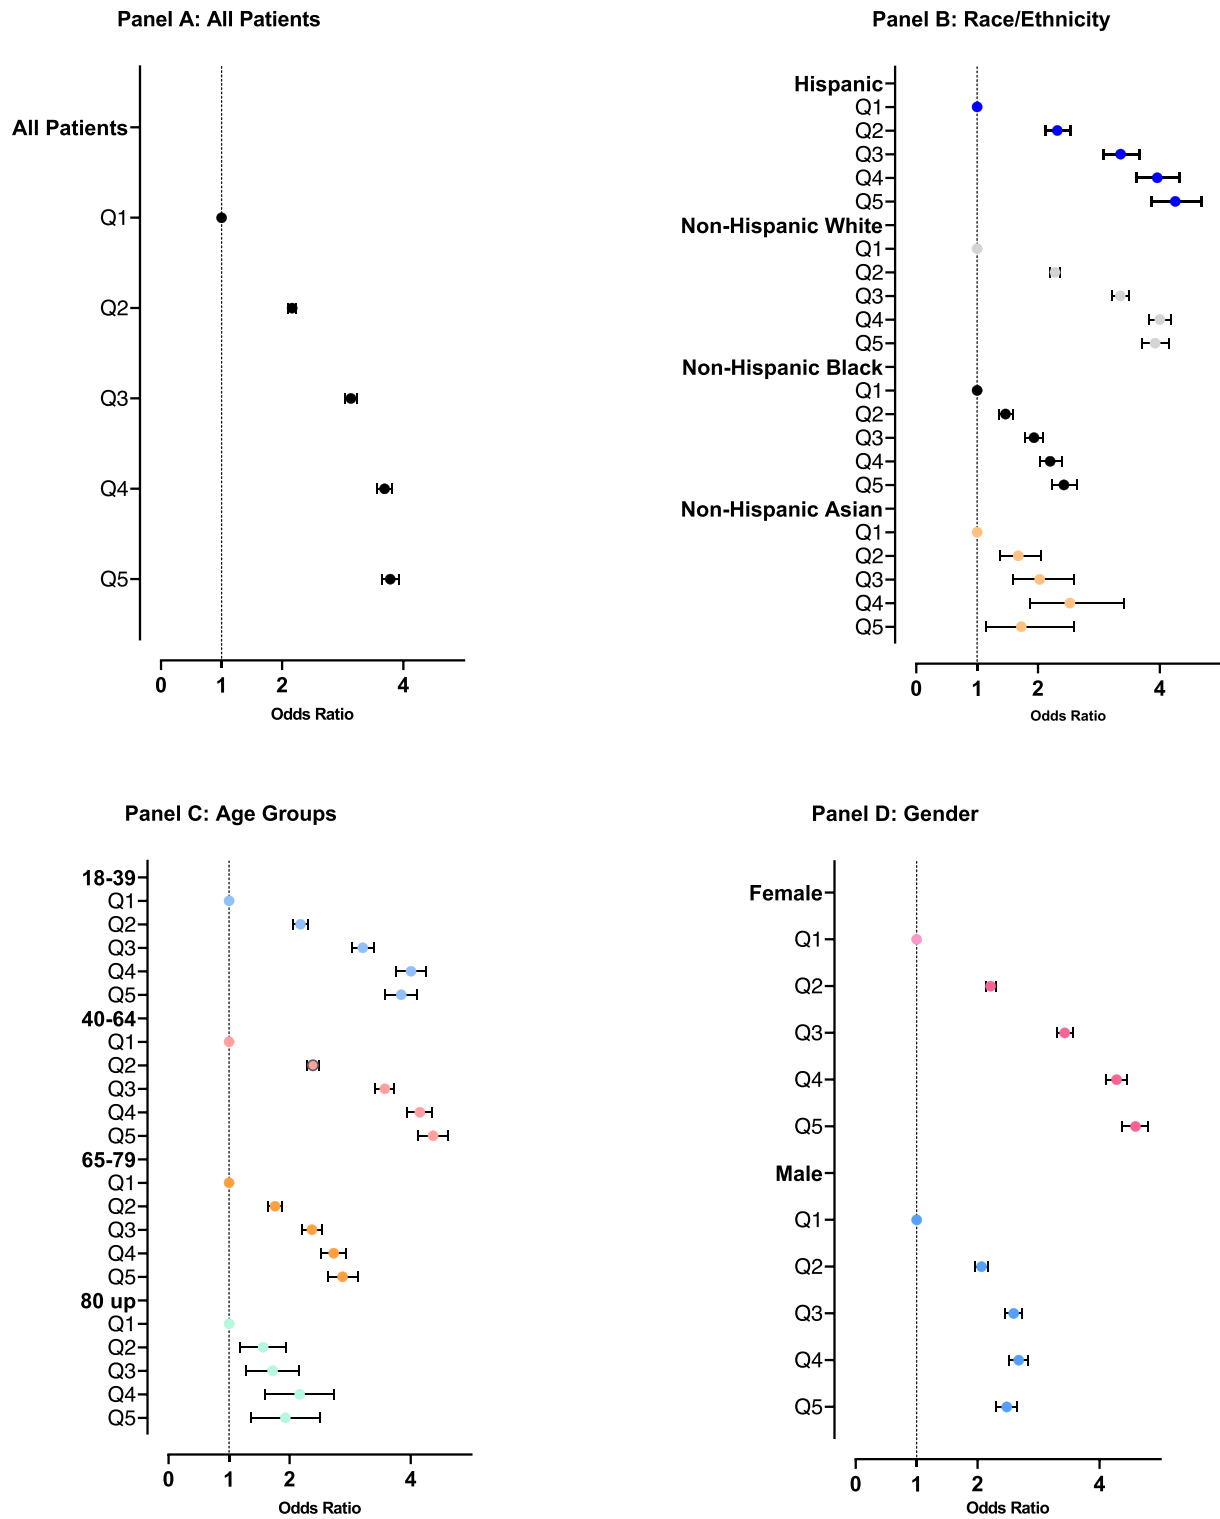 Panel A: All Patients
All Patients
Q1
Q2
Q3
Q4
Q5
0 1 2 4
Odds Ratio
Panel B: Race/Ethnicity
Hispanic
Q1
Q2
Q3
Q4
Q5
Non-Hispanic White
Q1
Q2
Q3
Q4
Q5
Non-Hispanic Black
Q1
Q2
Q3
Q4
Q5
Non-Hispanic Asian
Q1
Q2
Q3
Q4
Q5
0 1 2 4
Odds Ratio
Panel C: Age Groups
18-39
Q1
Q2
Q3
Q4
Q5
40-64
Q1
Q2
Q3
Q4
Q5
65-79
Q1
Q2
Q3
Q4
Q5
80 up
Q1
Q2
Q3
Q4
Q5
0 1 2 4
Odds Ratio
Panel D: Gender
Female
Q1
Q2
Q3
Q4
Q5
Male
Q1
Q2
Q3
Q4
Q5
0 1 2 4
Odds Ratio